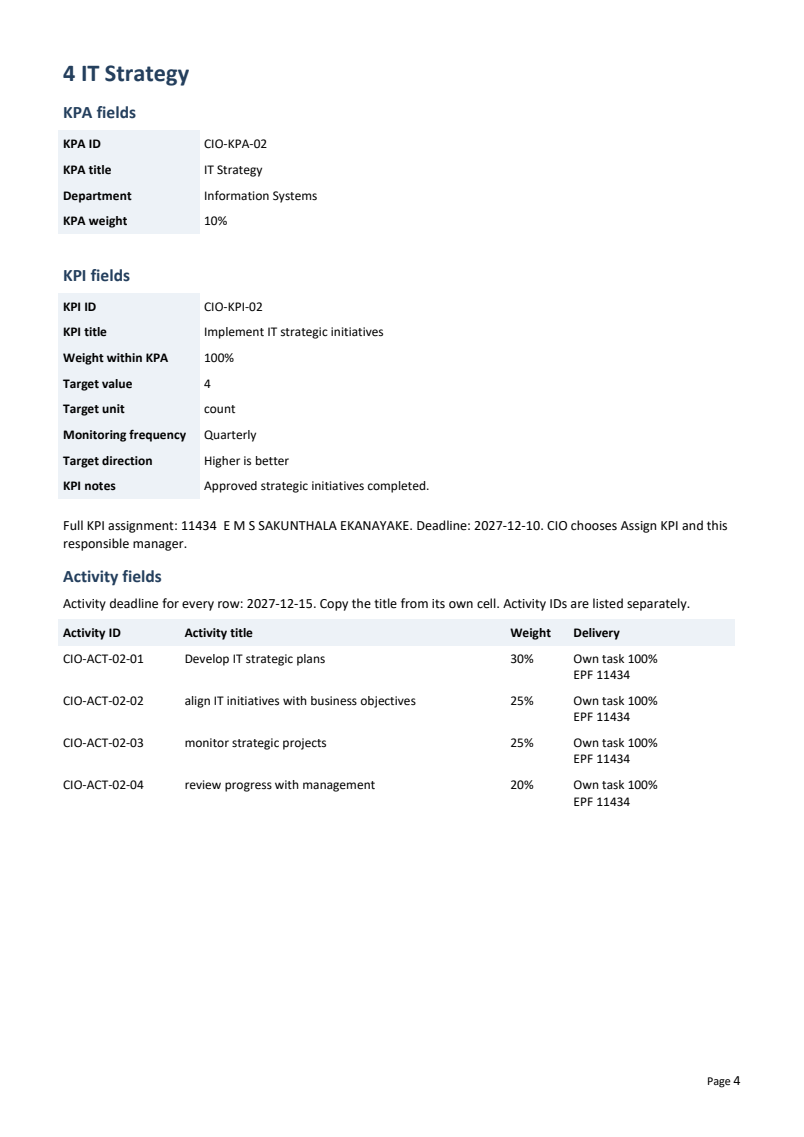 4 IT Strategy
KPA fields
KPA ID CIO-KPA-02
KPA title IT Strategy
Department Information Systems
KPA weight 10%
KPI fields
KPI ID CIO-KPI-02
KPI title Implement IT strategic initiatives
Weight within KPA 100%
Target value 4
Target unit count
Monitoring frequency Quarterly
Target direction Higher is better
KPI notes Approved strategic initiatives completed.
Full KPI assignment: 11434  E M S SAKUNTHALA EKANAYAKE. Deadline: 2027-12-10. CIO chooses Assign KPI and this
responsible manager.
Activity fields
Activity deadline for every row: 2027-12-15. Copy the title from its own cell. Activity IDs are listed separately.
Activity ID Activity title Weight Delivery
CIO-ACT-02-01 Develop IT strategic plans 30% Own task 100%
EPF 11434
CIO-ACT-02-02 align IT initiatives with business objectives 25% Own task 100%
EPF 11434
CIO-ACT-02-03 monitor strategic projects 25% Own task 100%
EPF 11434
CIO-ACT-02-04 review progress with management 20% Own task 100%
EPF 11434
Page 4